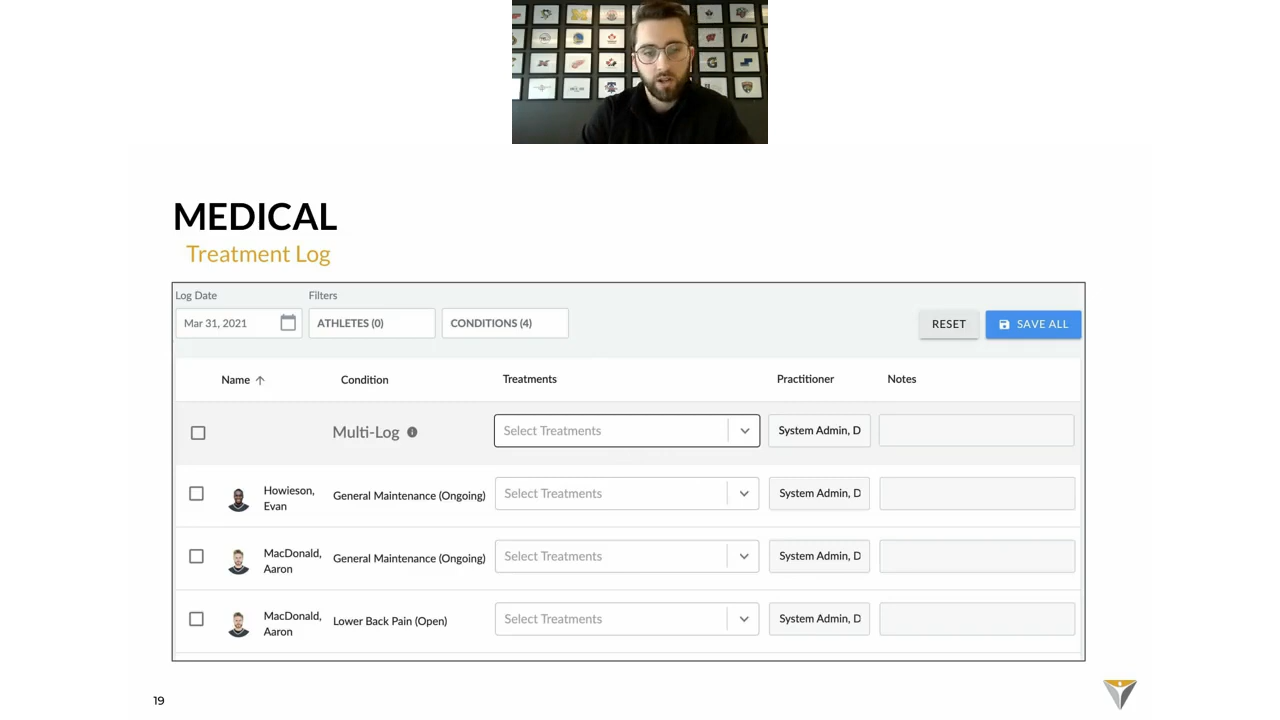 MEDICAL
Treatment Log
Log Date
Filters
Mar 31, 2021
ATHLETES (0)
CONDITIONS (4)
RESET
SAVE ALL
Name
Condition
Treatments
Practitioner
Notes
Multi-Log
Select Treatments
System Admin, D
Howieson,
Evan
General Maintenance (Ongoing)
Select Treatments
System Admin, D
MacDonald,
Aaron
General Maintenance (Ongoing)
Select Treatments
System Admin, D
MacDonald,
Aaron
Lower Back Pain (Open)
Select Treatments
System Admin, D
19